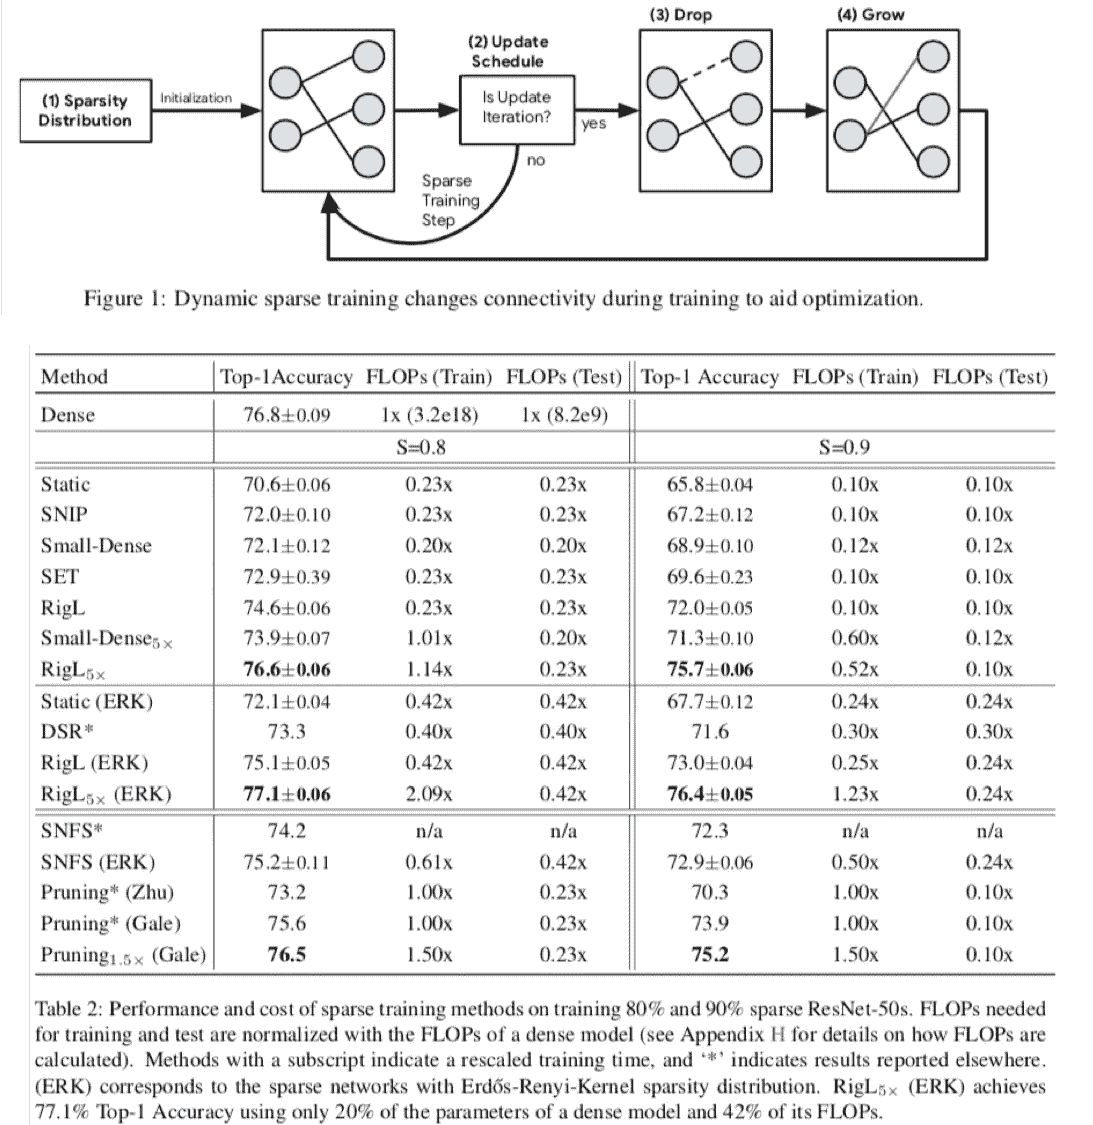 (3) Drop
(4) Grow
(2) Update
Schedule
(1) Sparsity
Distribution
Initialization
Is Update
Iteration?
yes
no
Sparse
Training
Step
Figure 1: Dynamic sparse training changes connectivity during training to aid optimization.
Method Top-1Accuracy FLOPs (Train) FLOPs (Test) Top-1 Accuracy FLOPs (Train) FLOPs (Test)
Dense 76.8±0.09 1x (3.2e18) 1x (8.2e9)
S=0.8 S=0.9
Static 70.6±0.06 0.23x 0.23x 65.8±0.04 0.10x 0.10x
SNIP 72.0±0.10 0.23x 0.23x 67.2±0.12 0.10x 0.10x
Small-Dense 72.1±0.12 0.20x 0.20x 68.9±0.10 0.12x 0.12x
SET 72.9±0.39 0.23x 0.23x 69.6±0.23 0.10x 0.10x
RigL 74.6±0.06 0.23x 0.23x 72.0±0.05 0.10x 0.10x
Small-Dense5× 73.9±0.07 1.01x 0.20x 71.3±0.10 0.60x 0.12x
RigL5× 76.6±0.06 1.14x 0.23x 75.7±0.06 0.52x 0.10x
Static (ERK) 72.1±0.04 0.42x 0.42x 67.7±0.12 0.24x 0.24x
DSR* 73.3 0.40x 0.40x 71.6 0.30x 0.30x
RigL (ERK) 75.1±0.05 0.42x 0.42x 73.0±0.04 0.25x 0.24x
RigL5× (ERK) 77.1±0.06 2.09x 0.42x 76.4±0.05 1.23x 0.24x
SNFS* 74.2 n/a n/a 72.3 n/a n/a
SNFS (ERK) 75.2±0.11 0.61x 0.42x 72.9±0.06 0.50x 0.24x
Pruning* (Zhu) 73.2 1.00x 0.23x 70.3 1.00x 0.10x
Pruning* (Gale) 75.6 1.00x 0.23x 73.9 1.00x 0.10x
Pruning1.5× (Gale) 76.5 1.50x 0.23x 75.2 1.50x 0.10x
Table 2: Performance and cost of sparse training methods on training 80% and 90% sparse ResNet-50s. FLOPs needed
for training and test are normalized with the FLOPs of a dense model (see Appendix H for details on how FLOPs are
calculated). Methods with a subscript indicate a rescaled training time, and ‘*’ indicates results reported elsewhere.
(ERK) corresponds to the sparse networks with Erdős-Renyi-Kernel sparsity distribution. RigL5× (ERK) achieves
77.1% Top-1 Accuracy using only 20% of the parameters of a dense model and 42% of its FLOPs.